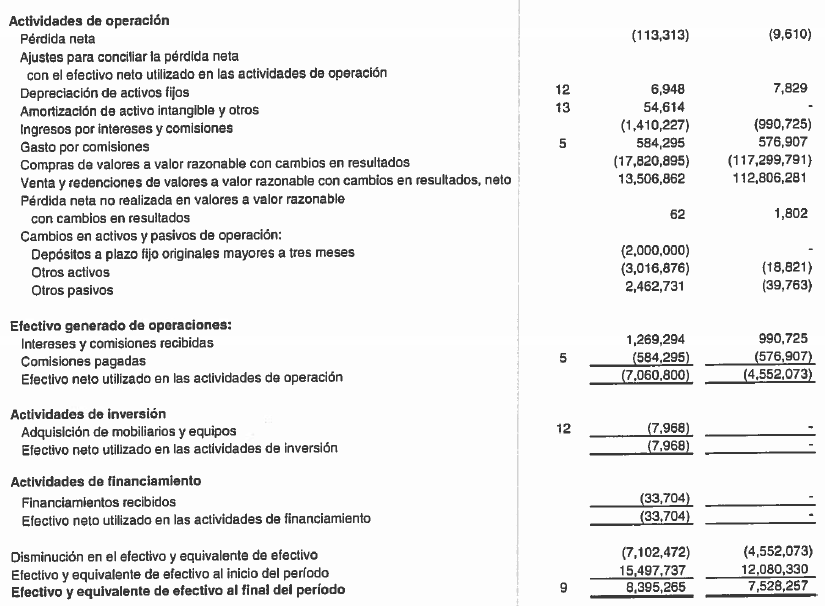 Actividades de operación
Pérdida neta (113,313) (9,610)
Ajustes para conciliar la pérdida neta
con el efectivo neto utilizado en las actividades de operación
Depreciación de activos fijos 12 6,948 7,829
Amortización de activo intangible y otros 13 54,614 -
Ingresos por intereses y comisiones (1,410,227) (990,725)
Gasto por comisiones 5 584,295 576,907
Compras de valores a valor razonable con cambios en resultados (17,820,895) (117,299,791)
Venta y redenciones de valores a valor razonable con cambios en resultados, neto 13,506,862 112,806,281
Pérdida neta no realizada en valores a valor razonable
con cambios en resultados 62 1,802
Cambios en activos y pasivos de operación:
Depósitos a plazo fijo originales mayores a tres meses (2,000,000) -
Otros activos (3,016,876) (18,821)
Otros pasivos 2,462,731 (39,763)
Efectivo generado de operaciones:
Intereses y comisiones recibidas 1,269,294 990,725
Comisiones pagadas 5 (584,295) (576,907)
Efectivo neto utilizado en las actividades de operación (7,060,800) (4,552,073)
Actividades de inversión
Adquisición de mobiliarios y equipos 12 (7,968) -
Efectivo neto utilizado en las actividades de inversión (7,968) -
Actividades de financiamiento
Financiamientos recibidos (33,704) -
Efectivo neto utilizado en las actividades de financiamiento (33,704) -
Disminución en el efectivo y equivalente de efectivo (7,102,472) (4,552,073)
Efectivo y equivalente de efectivo al inicio del período 15,497,737 12,080,330
Efectivo y equivalente de efectivo al final del período 9 8,395,265 7,528,257